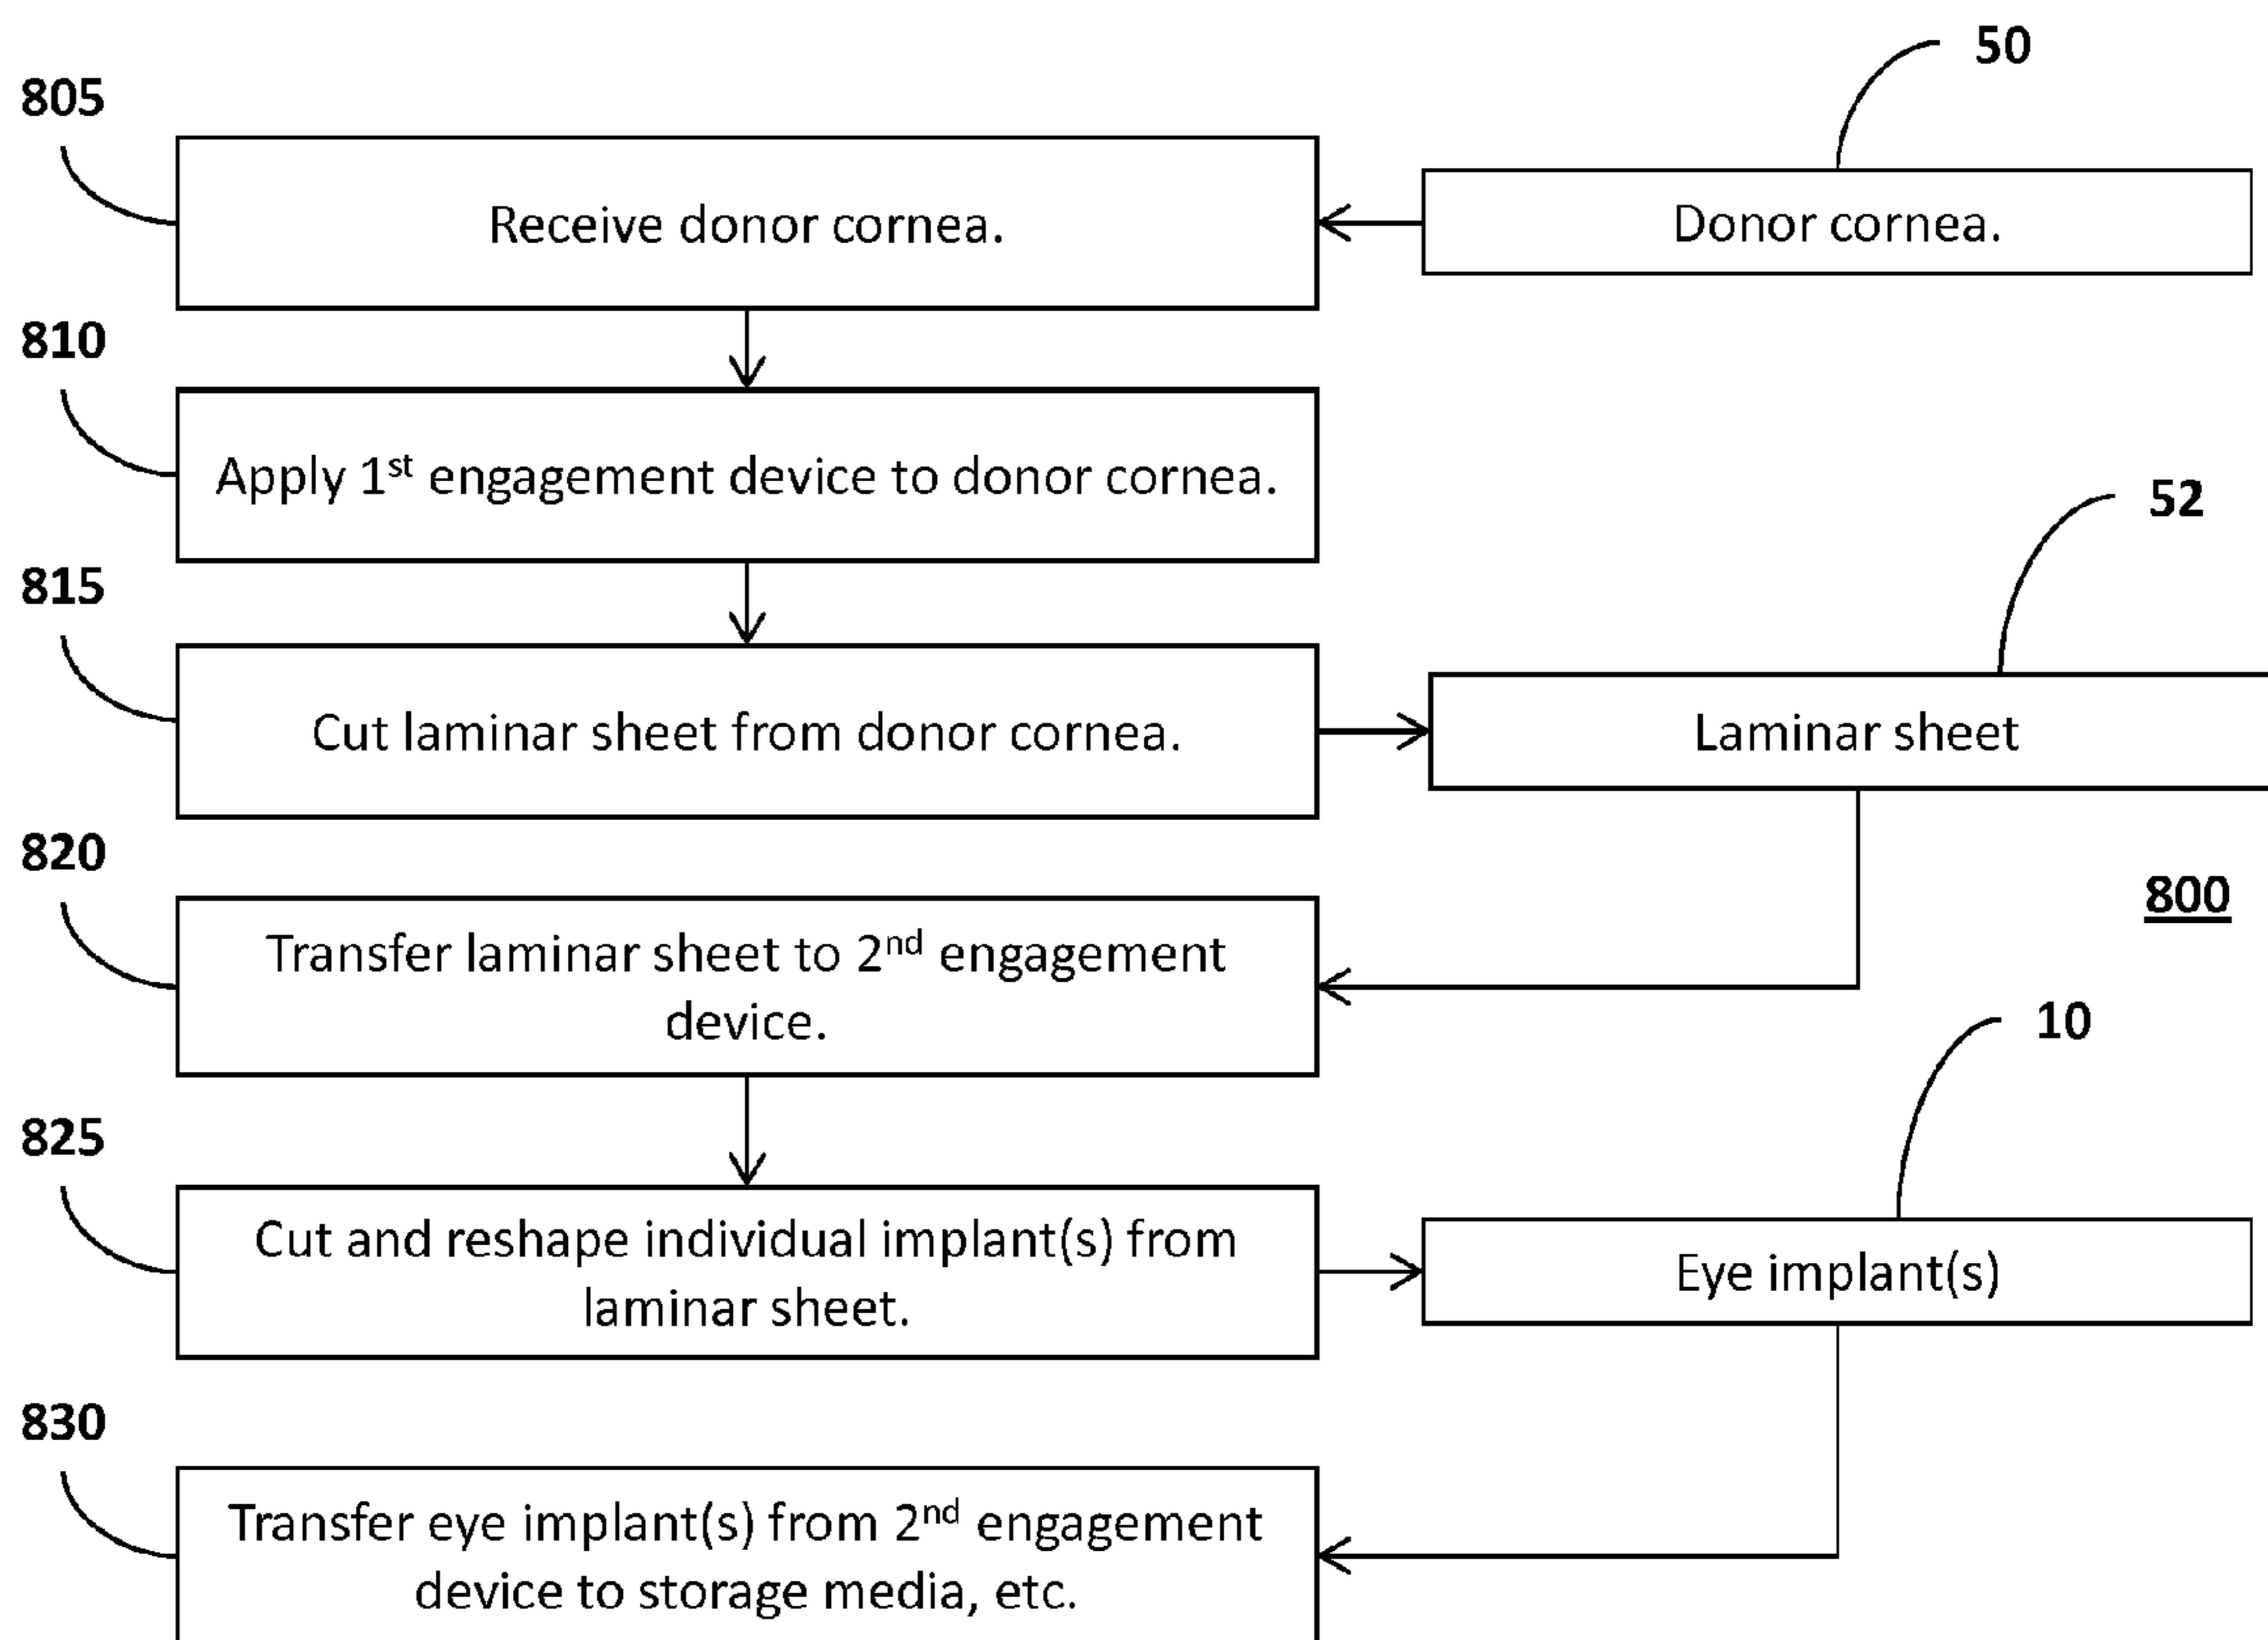 50
805
Receive donor cornea.
Donor cornea.
810
Apply 1st engagement device to donor cornea.
52
815
Cut laminar sheet from donor cornea.
Laminar sheet
820
800
Transfer laminar sheet to 2nd engagement
device.
10
825
Cut and reshape individual implant(s) from
laminar sheet.
Eye implant(s)
830
Transfer eye implant(s) from 2nd engagement
device to storage media, etc.